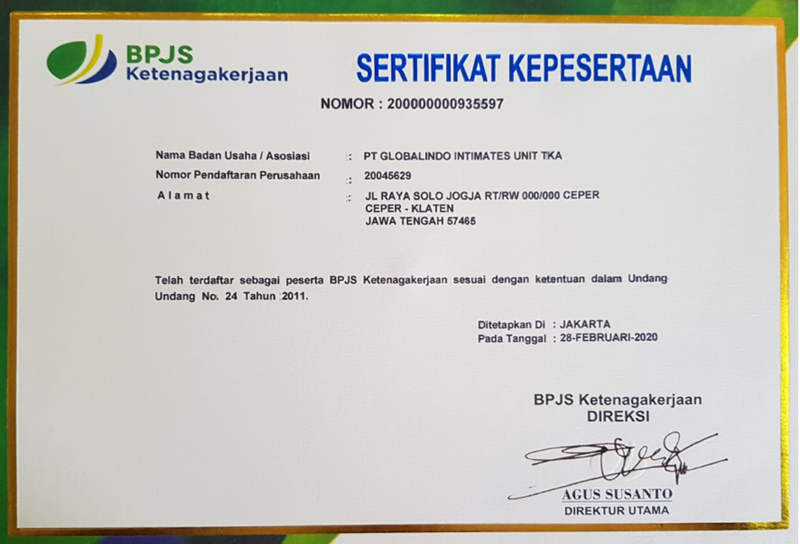 BPJS
Ketenagakerjaan
SERTIFIKAT KEPESERTAAN
NOMOR : 200000000935597
Nama Badan Usaha / Asosiasi : PT GLOBALINDO INTIMATES UNIT TKA
Nomor Pendaftaran Perusahaan : 20045629
A l a m a t : JL RAYA SOLO JOGJA RT/RW 000/000 CEPER
CEPER - KLATEN
JAWA TENGAH 57465
Telah terdaftar sebagai peserta BPJS Ketenagakerjaan sesuai dengan ketentuan dalam Undang
Undang No. 24 Tahun 2011.
Ditetapkan Di : JAKARTA
Pada Tanggal : 28-FEBRUARI-2020
BPJS Ketenagakerjaan
DIREKSI
AGUS SUSANTO
DIREKTUR UTAMA